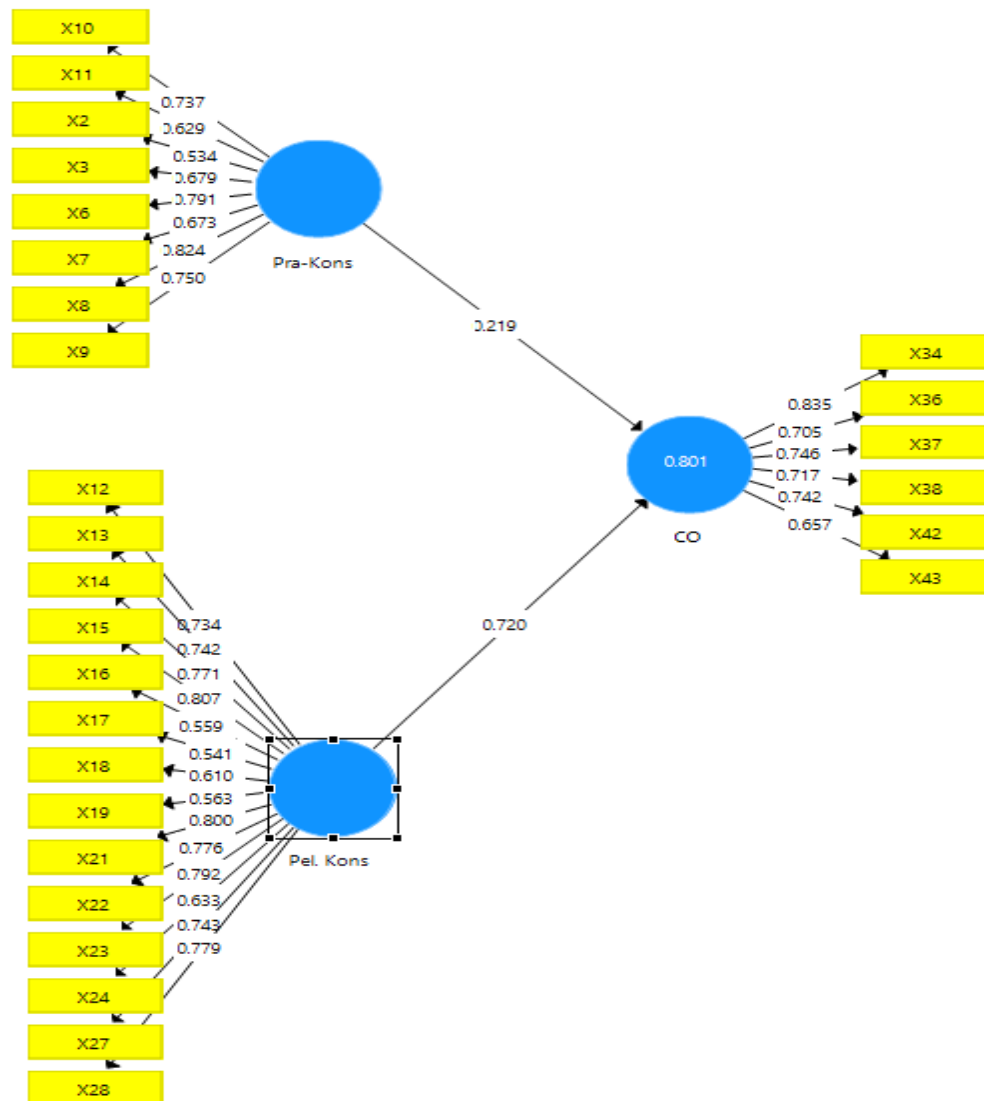 X10
X11
X2
X3
X6
X7
X8
X9
0.737
0.629
0.534
0.679
0.791
0.673
0.824
0.750
Pra-Kons
0.219
X12
X13
X14
X15
X16
X17
X18
X19
X21
X22
X23
X24
X27
X28
0.734
0.742
0.771
0.807
0.559
0.541
0.610
0.563
0.800
0.776
0.792
0.633
0.743
0.779
Pel. Kons
0.720
0.801
CO
0.835
0.705
0.746
0.717
0.742
0.657
X34
X36
X37
X38
X42
X43